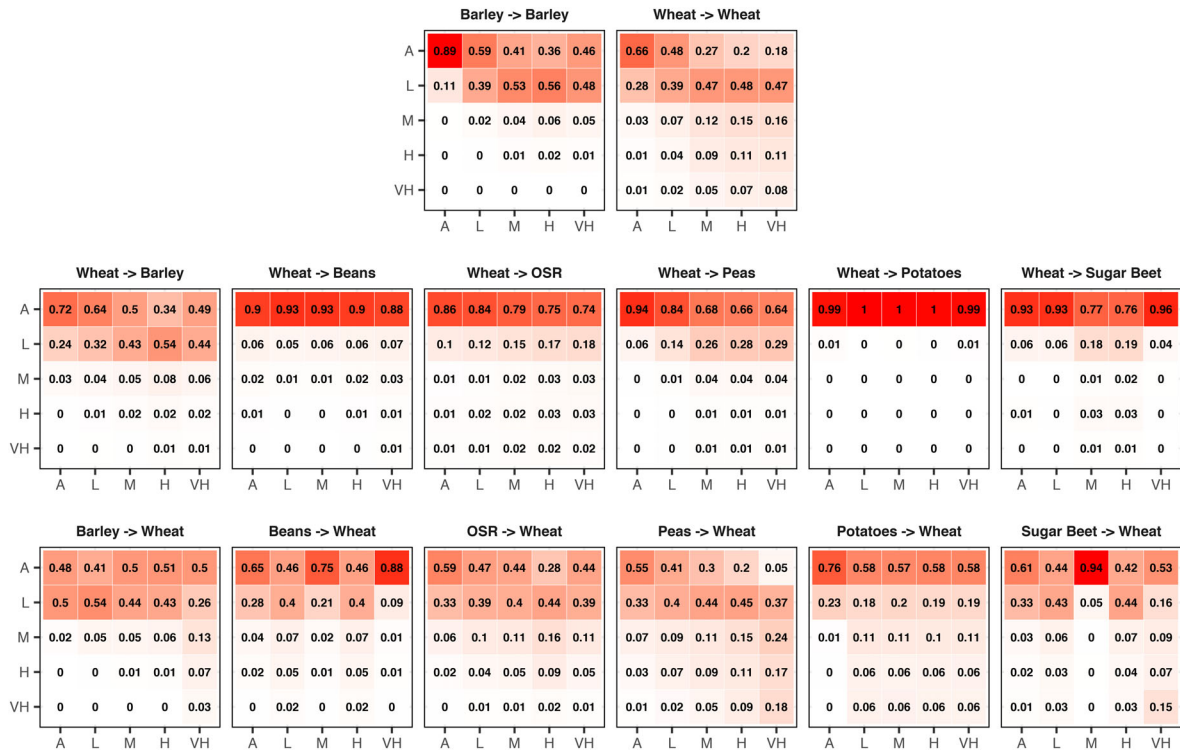 Barley -> Barley Wheat -> Wheat
A 0.89 0.59 0.41 0.36 0.46 0.66 0.48 0.27 0.2 0.18
L 0.11 0.39 0.53 0.56 0.48 0.28 0.39 0.47 0.48 0.47
M 0 0.02 0.04 0.06 0.05 0.03 0.07 0.12 0.15 0.16
H 0 0 0.01 0.02 0.01 0.01 0.04 0.09 0.11 0.11
VH 0 0 0 0 0 0.01 0.02 0.05 0.07 0.08
A L M H VH A L M H VH
Wheat -> Barley Wheat -> Beans Wheat -> OSR Wheat -> Peas Wheat -> Potatoes Wheat -> Sugar Beet
A 0.72 0.64 0.5 0.34 0.49 0.9 0.93 0.93 0.9 0.88 0.86 0.84 0.79 0.75 0.74 0.94 0.84 0.68 0.66 0.64 0.99 1 1 1 0.99 0.93 0.93 0.77 0.76 0.96
L 0.24 0.32 0.43 0.54 0.44 0.06 0.05 0.06 0.06 0.07 0.1 0.12 0.15 0.17 0.18 0.06 0.14 0.26 0.28 0.29 0.01 0 0 0 0.01 0.06 0.06 0.18 0.19 0.04
M 0.03 0.04 0.05 0.08 0.06 0.02 0.01 0.01 0.02 0.03 0.01 0.01 0.02 0.03 0.03 0 0.01 0.04 0.04 0.04 0 0 0 0 0 0 0 0.01 0.02 0
H 0 0.01 0.02 0.02 0.02 0.01 0 0 0.01 0.01 0.01 0.02 0.02 0.03 0.03 0 0 0.01 0.01 0.01 0 0 0 0 0 0.01 0 0.03 0.03 0
VH 0 0 0 0.01 0.01 0 0 0 0 0.01 0.01 0.01 0.02 0.02 0.02 0 0 0.01 0.01 0.01 0 0 0 0 0 0 0 0.01 0.01 0
A L M H VH A L M H VH A L M H VH A L M H VH A L M H VH A L M H VH
Barley -> Wheat Beans -> Wheat OSR -> Wheat Peas -> Wheat Potatoes -> Wheat Sugar Beet -> Wheat
A 0.48 0.41 0.5 0.51 0.5 0.65 0.46 0.75 0.46 0.88 0.59 0.47 0.44 0.28 0.44 0.55 0.41 0.3 0.2 0.05 0.76 0.58 0.57 0.58 0.58 0.61 0.44 0.94 0.42 0.53
L 0.5 0.54 0.44 0.43 0.26 0.28 0.4 0.21 0.4 0.09 0.33 0.39 0.4 0.44 0.39 0.33 0.4 0.44 0.45 0.37 0.23 0.18 0.2 0.19 0.19 0.33 0.43 0.05 0.44 0.16
M 0.02 0.05 0.05 0.06 0.13 0.04 0.07 0.02 0.07 0.01 0.06 0.1 0.11 0.16 0.11 0.07 0.09 0.11 0.15 0.24 0.01 0.11 0.11 0.1 0.11 0.03 0.06 0 0.07 0.09
H 0 0 0.01 0.01 0.07 0.02 0.05 0.01 0.05 0.01 0.02 0.04 0.05 0.09 0.05 0.03 0.07 0.09 0.11 0.17 0 0.06 0.06 0.06 0.06 0.02 0.03 0 0.04 0.07
VH 0 0 0 0 0.03 0 0.02 0 0.02 0 0 0 0.01 0.02 0.01 0.01 0.02 0.05 0.09 0.18 0 0.06 0.06 0.06 0.06 0.01 0.03 0 0.03 0.15
A L M H VH A L M H VH A L M H VH A L M H VH A L M H VH A L M H VH